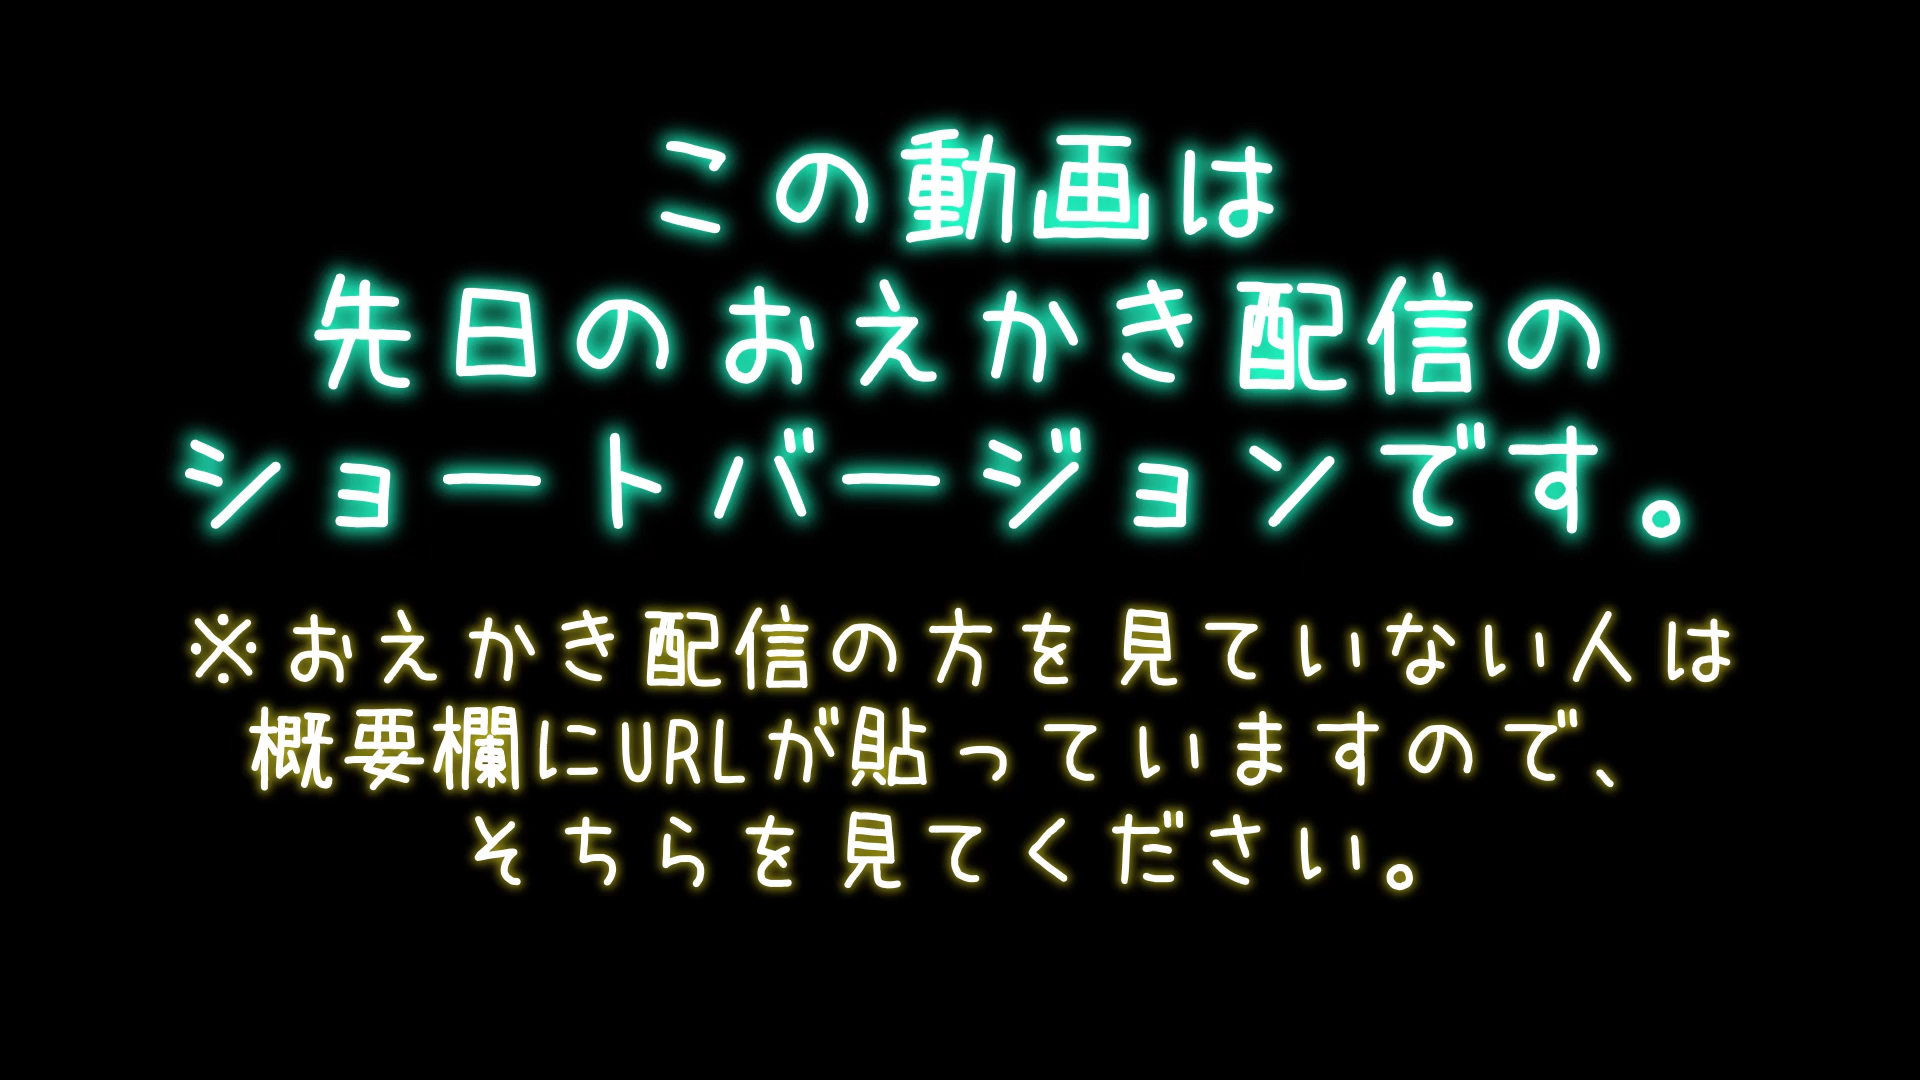 この動画は
先日のおえかき配信の
ショートバージョンです。
※おえかき配信の方を見ていない人は
概要欄にURLが貼っていますので、
そちらを見てください。